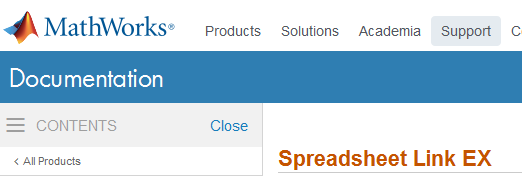 MathWorks® Products Solutions Academia Support
Documentation
CONTENTS Close
< All Products
Spreadsheet Link EX